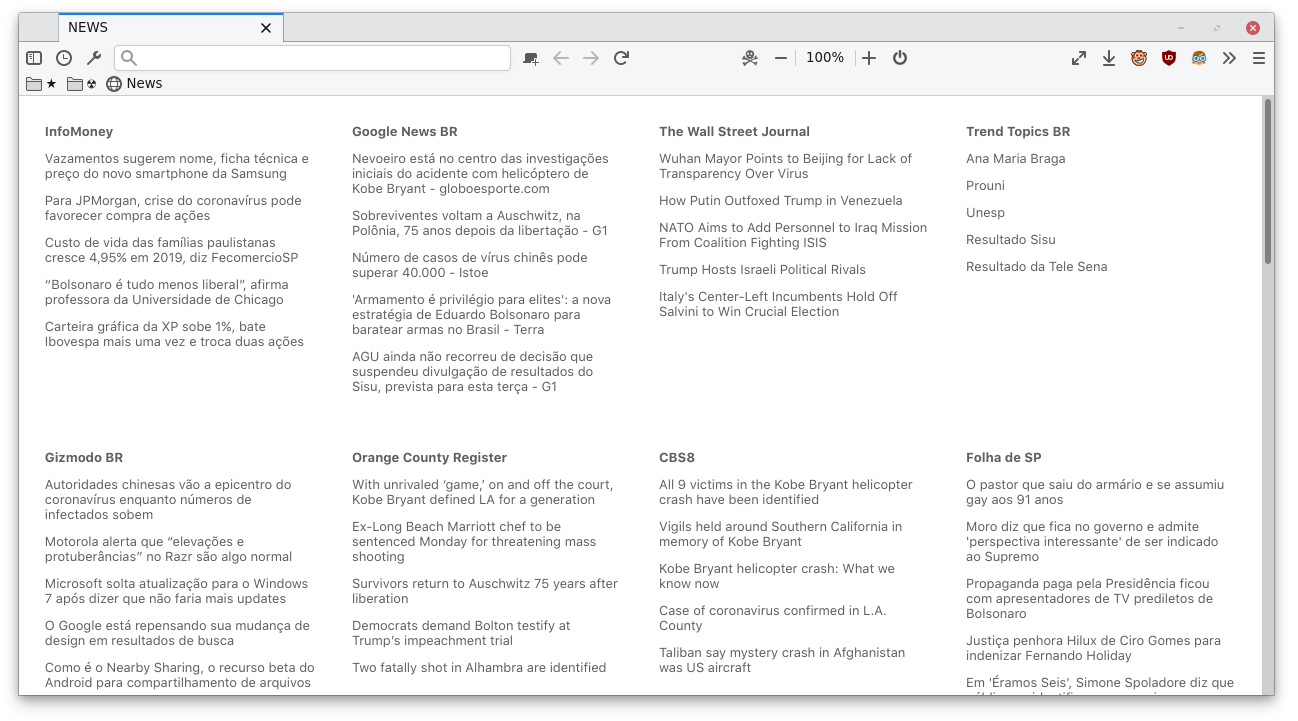 NEWS
100%
News
InfoMoney
Vazamentos sugerem nome, ficha técnica e
preço do novo smartphone da Samsung
Para JPMorgan, crise do coronavírus pode
favorecer compra de ações
Custo de vida das famílias paulistanas
cresce 4,95% em 2019, diz FecomercioSP
“Bolsonaro é tudo menos liberal”, afirma
professora da Universidade de Chicago
Carteira gráfica da XP sobe 1%, bate
Ibovespa mais uma vez e troca duas ações
Google News BR
Nevoeiro está no centro das investigações
iniciais do acidente com helicóptero de
Kobe Bryant - globoesporte.com
Sobreviventes voltam a Auschwitz, na
Polônia, 75 anos depois da libertação - G1
Número de casos de vírus chinês pode
superar 40.000 - Istoe
'Armamento é privilégio para elites': a nova
estratégia de Eduardo Bolsonaro para
baratear armas no Brasil - Terra
AGU ainda não recorreu de decisão que
suspendeu divulgação de resultados do
Sisu, prevista para esta terça - G1
The Wall Street Journal
Wuhan Mayor Points to Beijing for Lack of
Transparency Over Virus
How Putin Outfoxed Trump in Venezuela
NATO Aims to Add Personnel to Iraq Mission
From Coalition Fighting ISIS
Trump Hosts Israeli Political Rivals
Italy's Center-Left Incumbents Hold Off
Salvini to Win Crucial Election
Trend Topics BR
Ana Maria Braga
Prouni
Unesp
Resultado Sisu
Resultado da Tele Sena
Gizmodo BR
Autoridades chinesas vão a epicentro do
coronavírus enquanto números de
infectados sobem
Motorola alerta que “elevações e
protuberâncias” no Razr são algo normal
Microsoft solta atualização para o Windows
7 após dizer que não faria mais updates
O Google está repensando sua mudança de
design em resultados de busca
Como é o Nearby Sharing, o recurso beta do
Android para compartilhamento de arquivos
Orange County Register
With unrivaled ‘game,’ on and off the court,
Kobe Bryant defined LA for a generation
Ex-Long Beach Marriott chef to be
sentenced Monday for threatening mass
shooting
Survivors return to Auschwitz 75 years after
liberation
Democrats demand Bolton testify at
Trump’s impeachment trial
Two fatally shot in Alhambra are identified
CBS8
All 9 victims in the Kobe Bryant helicopter
crash have been identified
Vigils held around Southern California in
memory of Kobe Bryant
Kobe Bryant helicopter crash: What we
know now
Case of coronavirus confirmed in L.A.
County
Taliban say mystery crash in Afghanistan
was US aircraft
Folha de SP
O pastor que saiu do armário e se assumiu
gay aos 91 anos
Moro diz que fica no governo e admite
'perspectiva interessante' de ser indicado
ao Supremo
Propaganda paga pela Presidência ficou
com apresentadores de TV prediletos de
Bolsonaro
Justiça penhora Hilux de Ciro Gomes para
indenizar Fernando Holiday
Em 'Éramos Seis', Simone Spoladore diz que